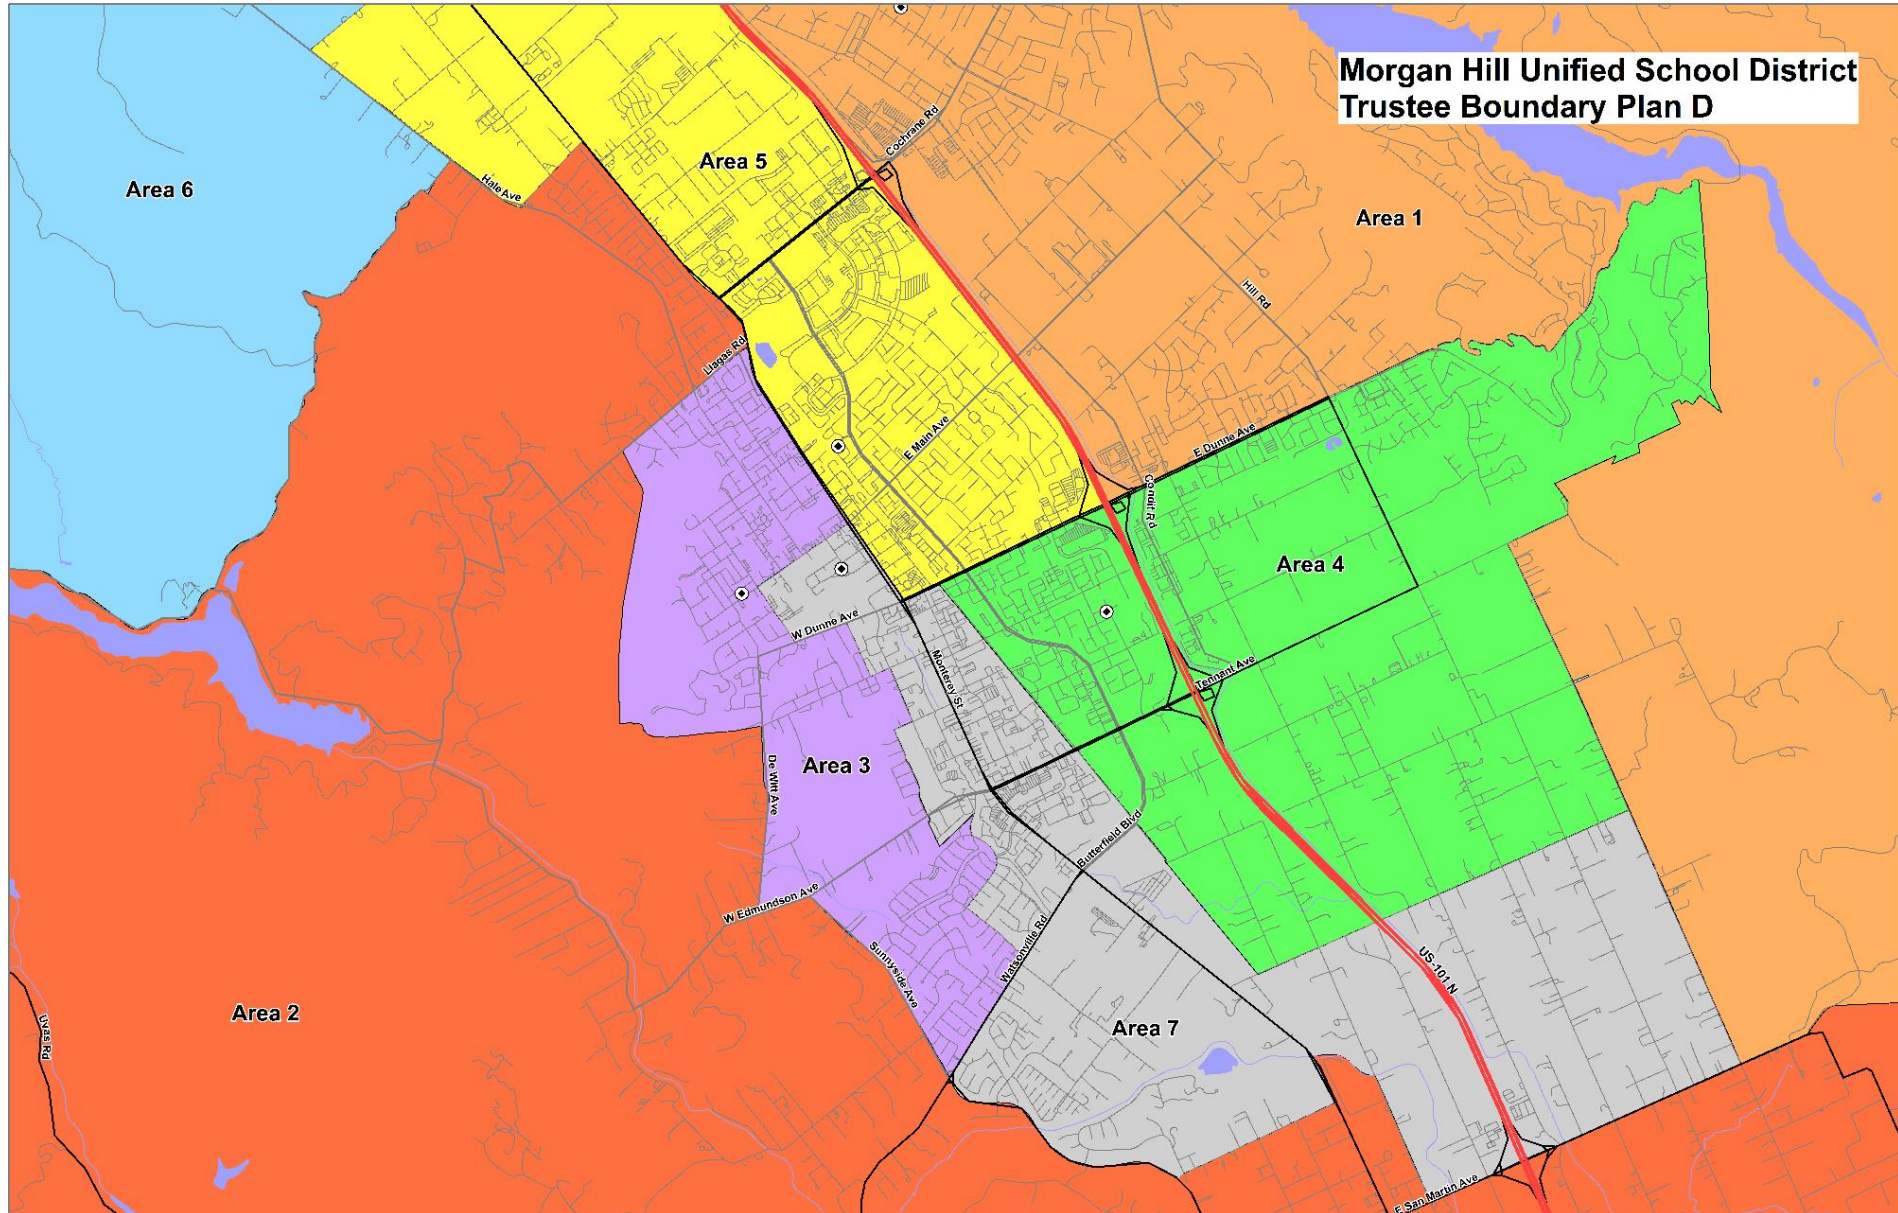 Morgan Hill Unified School District
Trustee Boundary Plan D
Cochrane Rd
Area 5
Area 6
Hale Ave
Area 1
Hill Rd
Llagas Rd
E Main Ave
E Dunne Ave
Condit Rd
Area 4
W Dunne Ave
Monterey St
Tennant Ave
Area 3
De Witt Ave
Butterfield Blvd
W Edmundson Ave
Watsonville Rd
Sunnyside Ave
US-101 N
Area 2
Uvas Rd
Area 7
E San Martin Ave